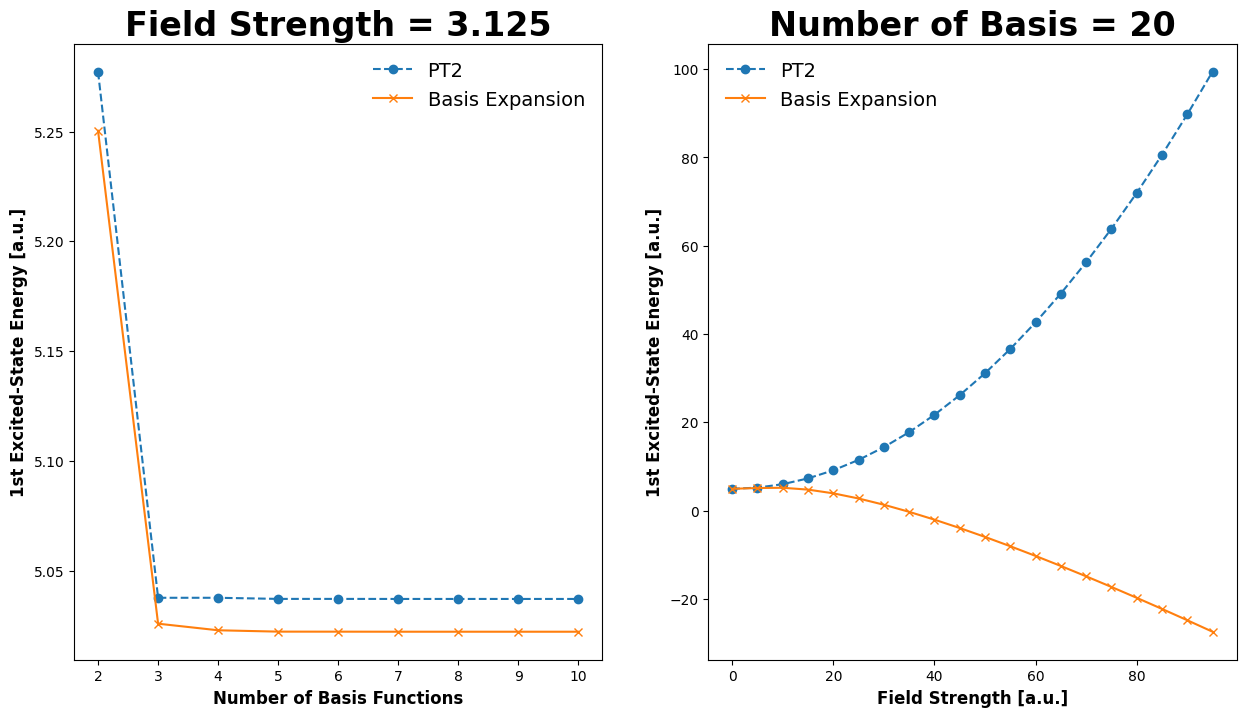 Field Strength = 3.125
PT2
Basis Expansion
5.25
5.20
5.15
5.10
5.05
1st Excited-State Energy [a.u.]
2 3 4 5 6 7 8 9 10
Number of Basis Functions
Number of Basis = 20
PT2
Basis Expansion
100
80
60
40
20
0
−20
1st Excited-State Energy [a.u.]
0 20 40 60 80
Field Strength [a.u.]